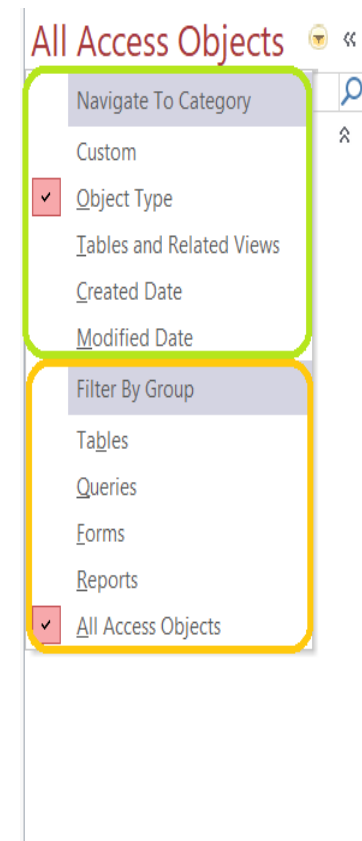 All Access Objects
Navigate To Category
Custom
Object Type
Tables and Related Views
Created Date
Modified Date
Filter By Group
Tables
Queries
Forms
Reports
All Access Objects